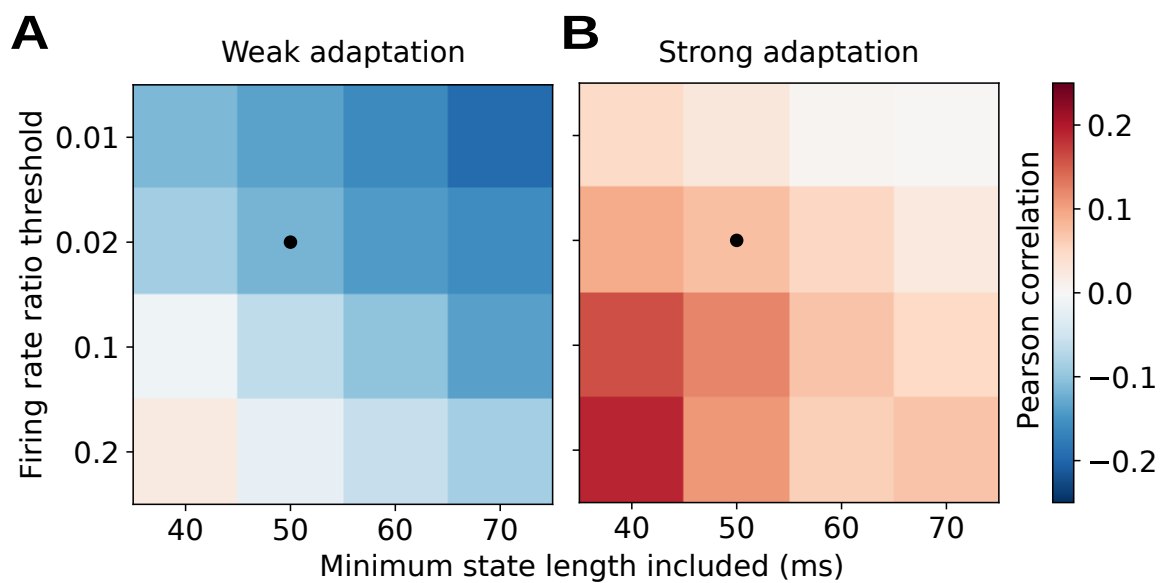 A
B
Weak adaptation
Strong adaptation
Firing rate ratio threshold
0.01
0.02
0.1
0.2
40
50
60
70
40
50
60
70
Minimum state length included (ms)
Pearson correlation
0.2
0.1
0.0
−0.1
−0.2